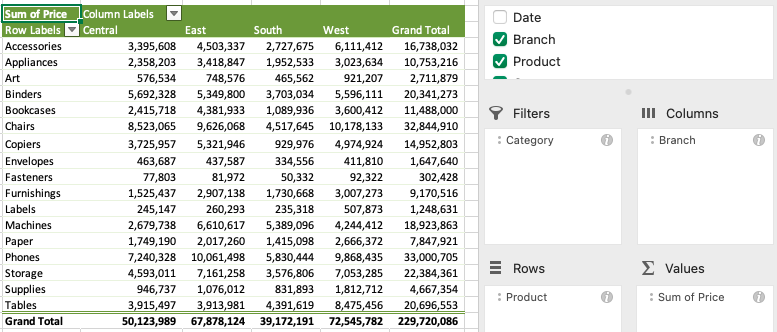 Sum of Price Column Labels
Row Labels Central East South West Grand Total
Accessories 3,395,608 4,503,337 2,727,675 6,111,412 16,738,032
Appliances 2,358,203 3,418,847 1,952,533 3,023,634 10,753,216
Art 576,534 748,576 465,562 921,207 2,711,879
Binders 5,692,328 5,349,800 3,703,034 5,596,111 20,341,273
Bookcases 2,415,718 4,381,933 1,089,936 3,600,412 11,488,000
Chairs 8,523,065 9,626,068 4,517,645 10,178,133 32,844,910
Copiers 3,725,957 5,321,946 929,976 4,974,924 14,952,803
Envelopes 463,687 437,587 334,556 411,810 1,647,640
Fasteners 77,803 81,972 50,332 92,322 302,428
Furnishings 1,525,437 2,907,138 1,730,668 3,007,273 9,170,516
Labels 245,147 260,293 235,318 507,873 1,248,631
Machines 2,679,738 6,610,617 5,389,096 4,244,412 18,923,863
Paper 1,749,190 2,017,260 1,415,098 2,666,372 7,847,921
Phones 7,240,328 10,061,498 5,830,444 9,868,435 33,000,705
Storage 4,593,011 7,161,258 3,576,806 7,053,285 22,384,361
Supplies 946,737 1,076,012 831,893 1,812,712 4,667,354
Tables 3,915,497 3,913,981 4,391,619 8,475,456 20,696,553
Grand Total 50,123,989 67,878,124 39,172,191 72,545,782 229,720,086
Date
Branch
Product
Filters Columns
Category Branch
Rows Values
Product Sum of Price